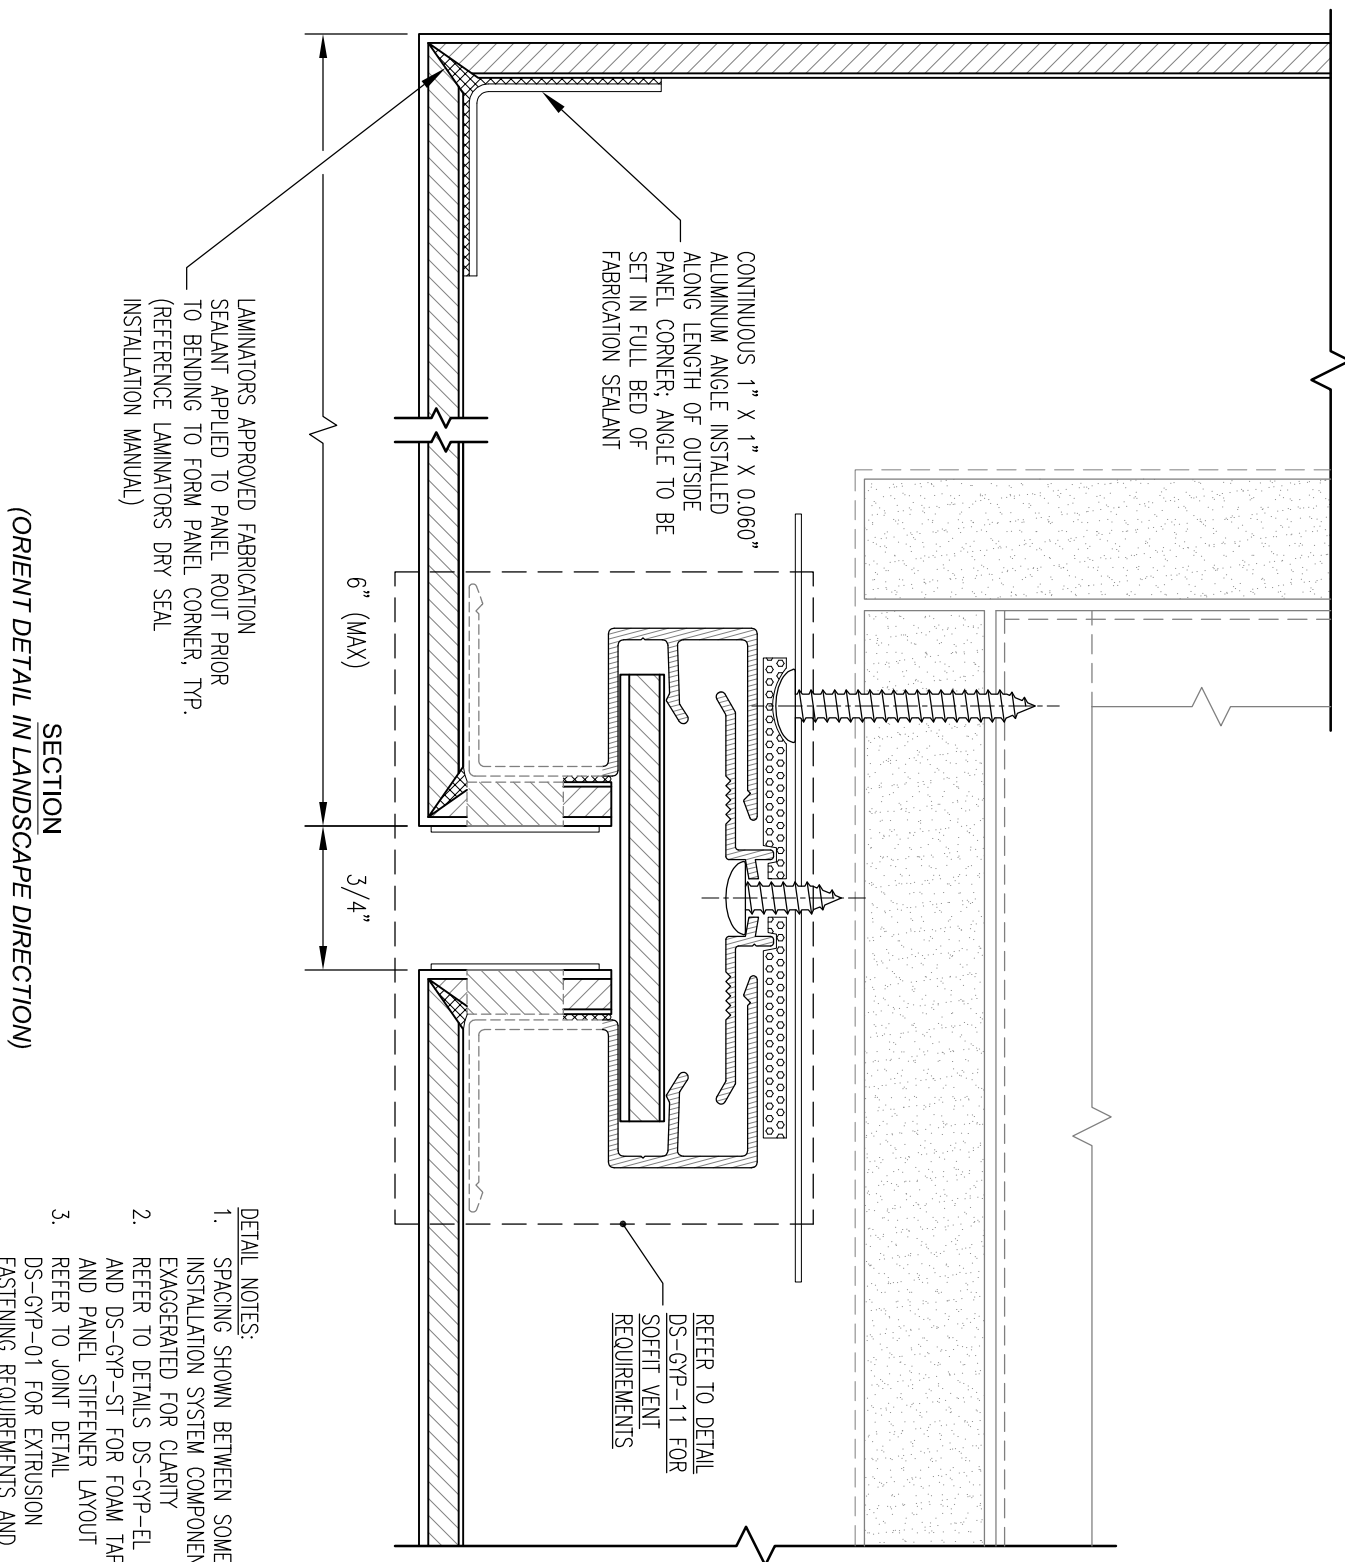 CONTINUOUS 1" X 1" X 0.060"
ALUMINUM ANGLE INSTALLED
ALONG LENGTH OF OUTSIDE
PANEL CORNER; ANGLE TO BE
SET IN FULL BED OF
FABRICATION SEALANT
REFER TO DETAIL
DS-GYP-11 FOR
SOFFIT VENT
REQUIREMENTS
6" (MAX)
3/4"
LAMINATORS APPROVED FABRICATION
SEALANT APPLIED TO PANEL ROUT PRIOR
TO BENDING TO FORM PANEL CORNER, TYP.
(REFERENCE LAMINATORS DRY SEAL
INSTALLATION MANUAL)
SECTION
(ORIENT DETAIL IN LANDSCAPE DIRECTION)
DETAIL NOTES:
1. SPACING SHOWN BETWEEN SOME
INSTALLATION SYSTEM
EXAGGERATED FOR CLARITY
2. REFER TO DETAILS DS-GYP-EL
AND DS-GYP-ST FOR FOAM
AND PANEL STIFFENER LAYOUT
3. REFER TO JOINT DETAIL
DS-GYP-01 FOR EXTRUSION
FASTENING REQUIREMENTS AND